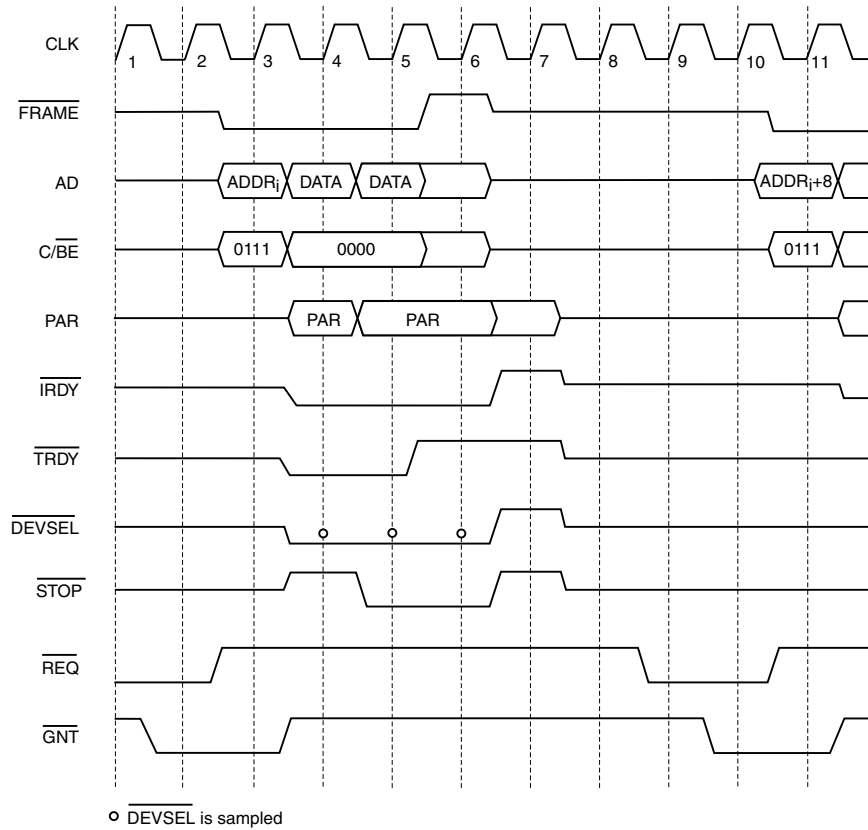 CLK
1 2 3 4 5 6 7 8 9 10 11
FRAME
AD
ADDRi DATA DATA ADDRi+8
C/BE
0111 0000 0111
PAR
PAR PAR
IRDY
TRDY
DEVSEL
STOP
REQ
GNT
DEVSEL is sampled